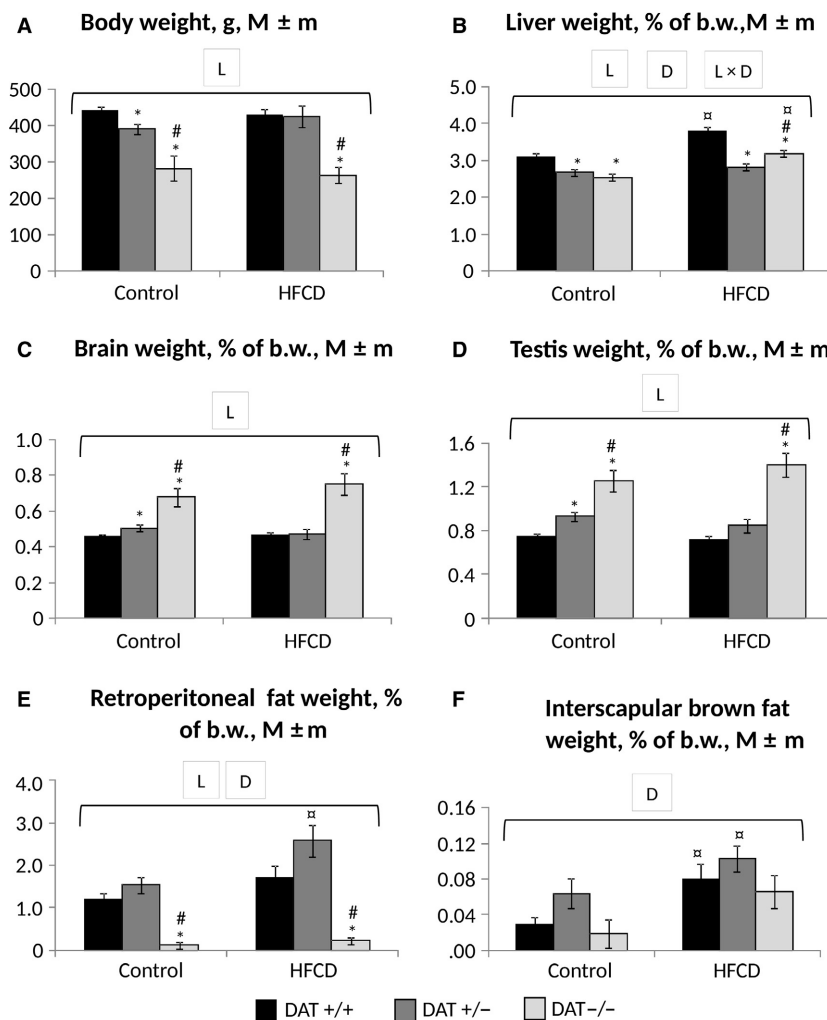 A Body weight, g, M ± m
L
500
400
300
200
100
0
* # * # *
Control HFCD
B Liver weight, % of b.w.,M ± m
L D L × D
5.0
4.0
3.0
2.0
1.0
0
* * ¤ * ¤ # *
Control HFCD
C Brain weight, % of b.w., M ± m
L
1.0
0.8
0.6
0.4
0.2
0
* # * # *
Control HFCD
D Testis weight, % of b.w., M ± m
L
1.6
1.2
0.8
0.4
0
* # * # *
Control HFCD
E Retroperitoneal fat weight, %
of b.w., M ± m
L D
4.0
3.0
2.0
1.0
0
# * ¤ # *
Control HFCD
F Interscapular brown fat
weight, % of b.w., M ± m
D
0.16
0.12
0.08
0.04
.00
¤ ¤
Control HFCD
DAT +/+ DAT +/− DAT−/−